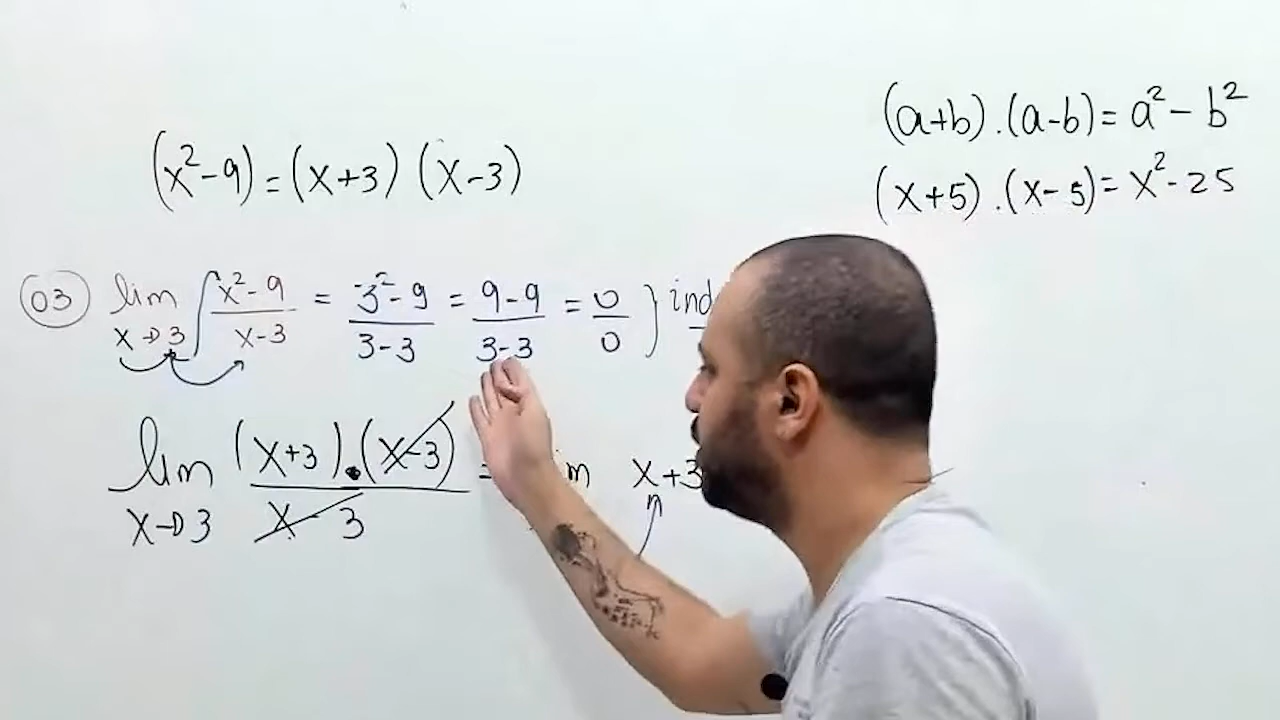 (a+b).(a-b)= a²- b²
(x+5).(x-5)= x²-25
(x²-9)=(x+3)(x-3)
03 lim x²-9 / x-3 = 3²-9 / 3-3 = 9-9 / 3-3 = 0 / 0 } ind
x→3
lim (x+3).(x-3) / x-3 = x+3
x→3